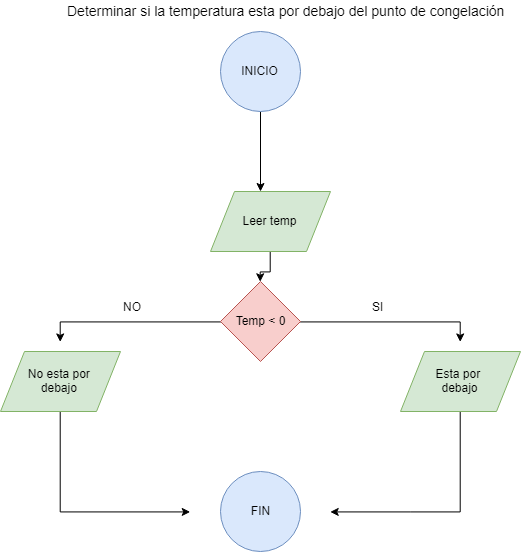 Determinar si la temperatura esta por debajo del punto de congelación
INICIO
Leer temp
NO
Temp < 0
SI
No esta por
debajo
Esta por
debajo
FIN